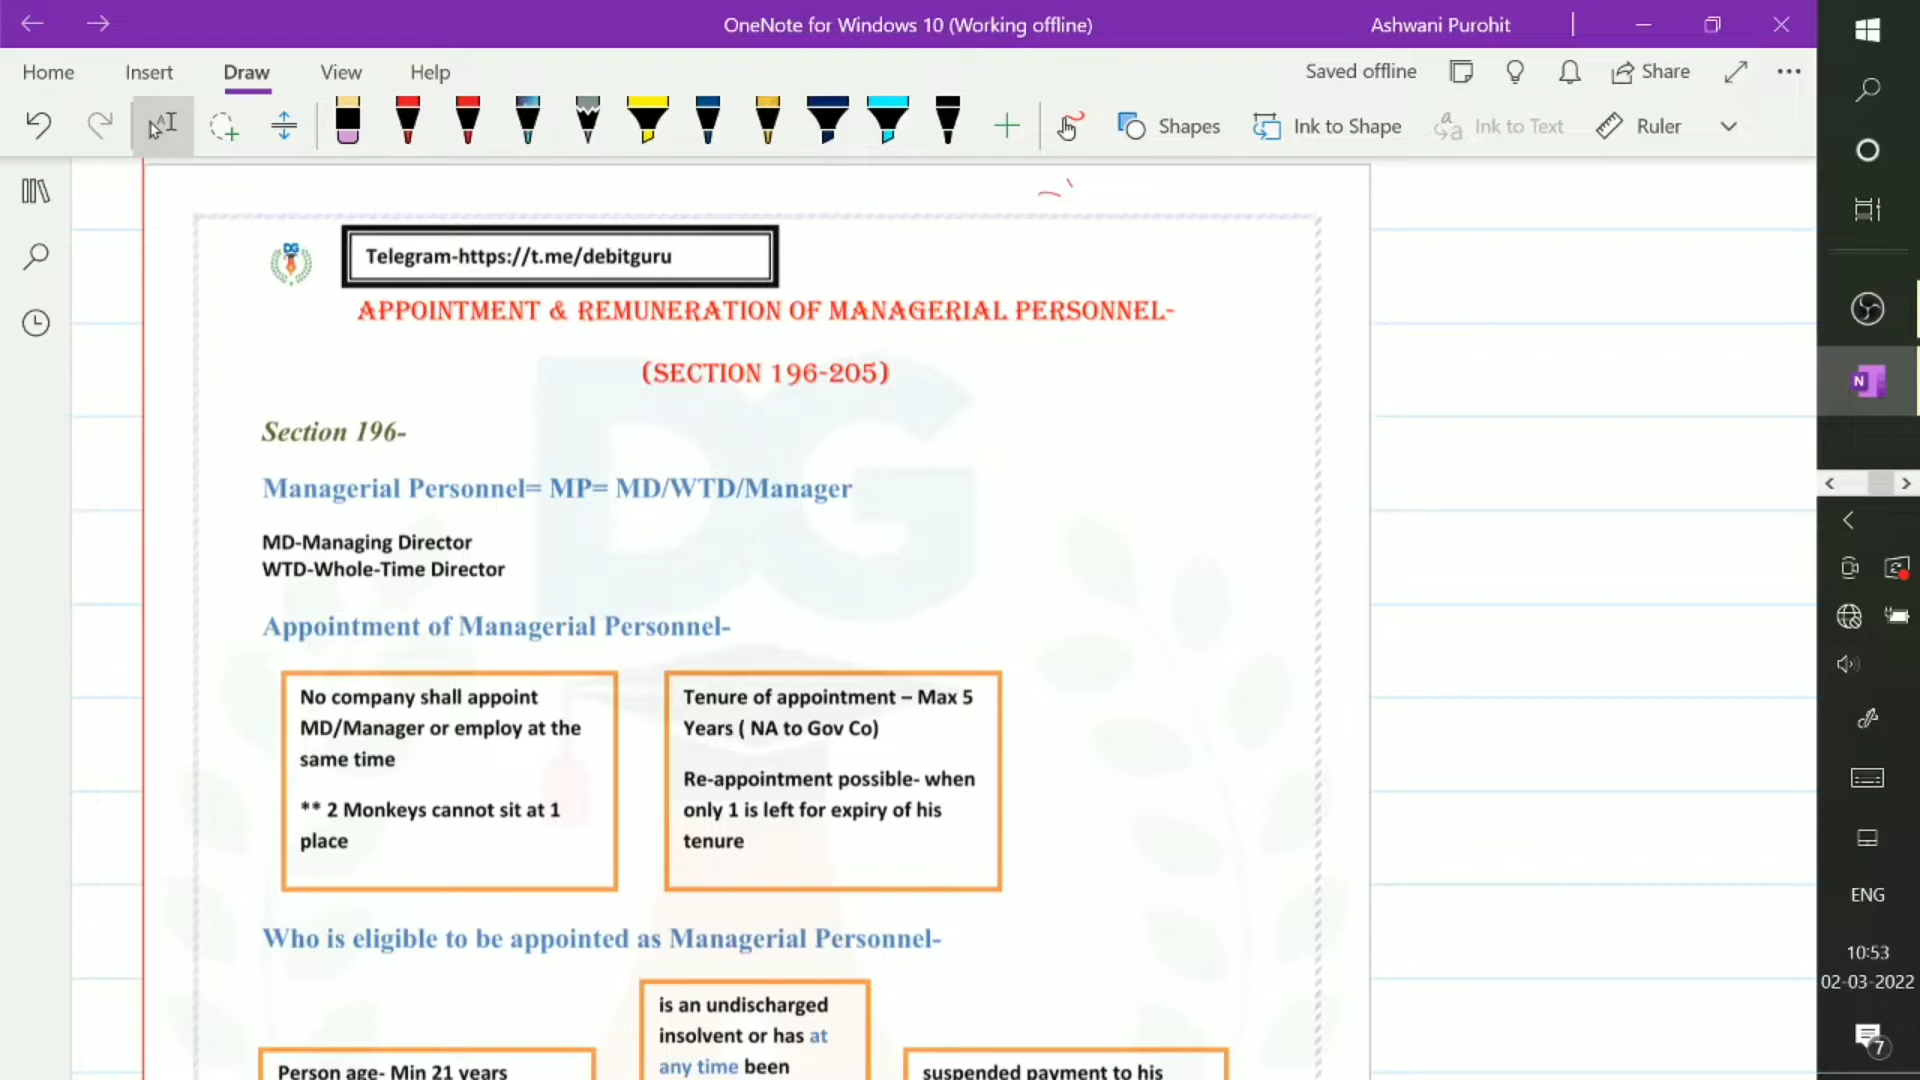 OneNote for Windows 10 (Working offline)
Ashwani Purohit
Home
Insert
Draw
View
Help
Saved offline
Share
Shapes
Ink to Shape
Ink to Text
Ruler
DG
Telegram-https://t.me/debitguru
APPOINTMENT & REMUNERATION OF MANAGERIAL PERSONNEL-
(SECTION 196-205)
Section 196-
Managerial Personnel= MP= MD/WTD/Manager
MD-Managing Director
WTD-Whole-Time Director
Appointment of Managerial Personnel-
No company shall appoint
MD/Manager or employ at the
same time
** 2 Monkeys cannot sit at 1
place
Tenure of appointment – Max 5
Years ( NA to Gov Co)
Re-appointment possible- when
only 1 is left for expiry of his
tenure
Who is eligible to be appointed as Managerial Personnel-
Person age- Min 21 years
is an undischarged
insolvent or has at
any time been
suspended payment to his
DG
N
ENG
10:53
02-03-2022
7